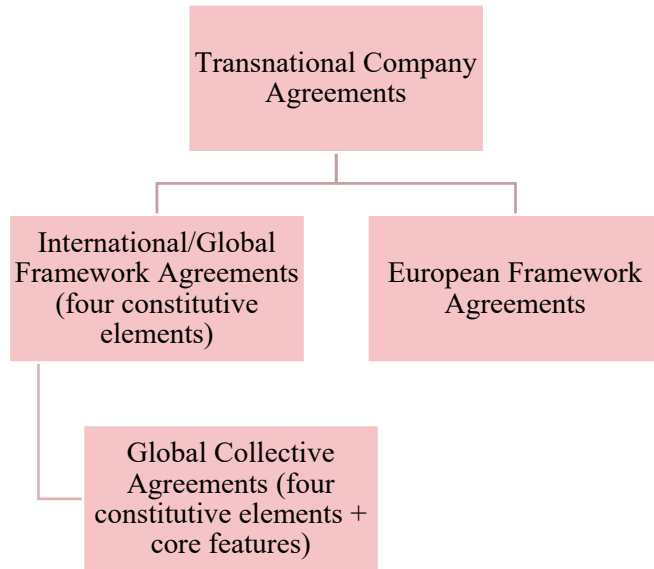 Transnational Company
Agreements
International/Global
Framework Agreements
(four constitutive
elements)
European Framework
Agreements
Global Collective
Agreements (four
constitutive elements +
core features)